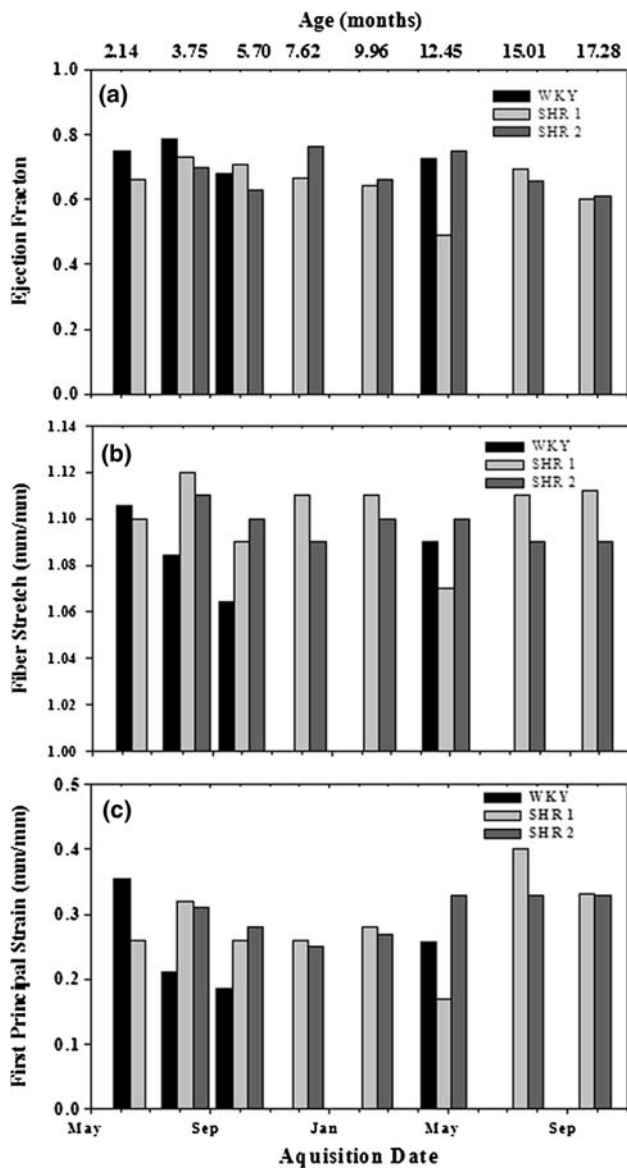 Age (months)
2.14 3.75 5.70 7.62 9.96 12.45 15.01 17.28
1.0
(a)
WKY
SHR 1
SHR 2
0.8
0.6
0.4
0.2
0.0
Ejection Fracton
1.14
(b)
WKY
SHR 1
SHR 2
1.12
1.10
1.08
1.06
1.04
1.02
1.00
Fiber Stretch (mm/mm)
0.5
(c)
WKY
SHR 1
SHR 2
0.4
0.3
0.2
0.1
0.0
First Principal Strain (mm/mm)
May Sep Jan May Sep
Aquisition Date